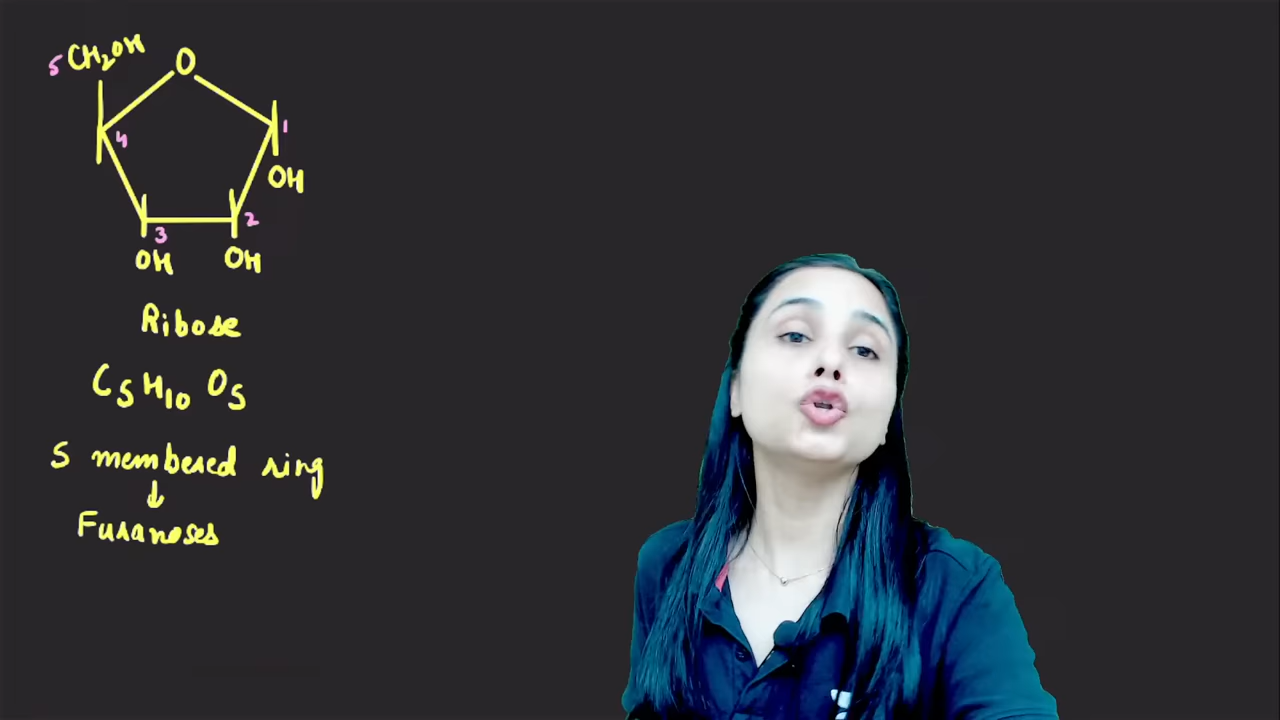 5 CH2OH
O
4
1
OH
3
2
OH OH
Ribose
C5H10O5
5 membered ring
↓
Furanoses